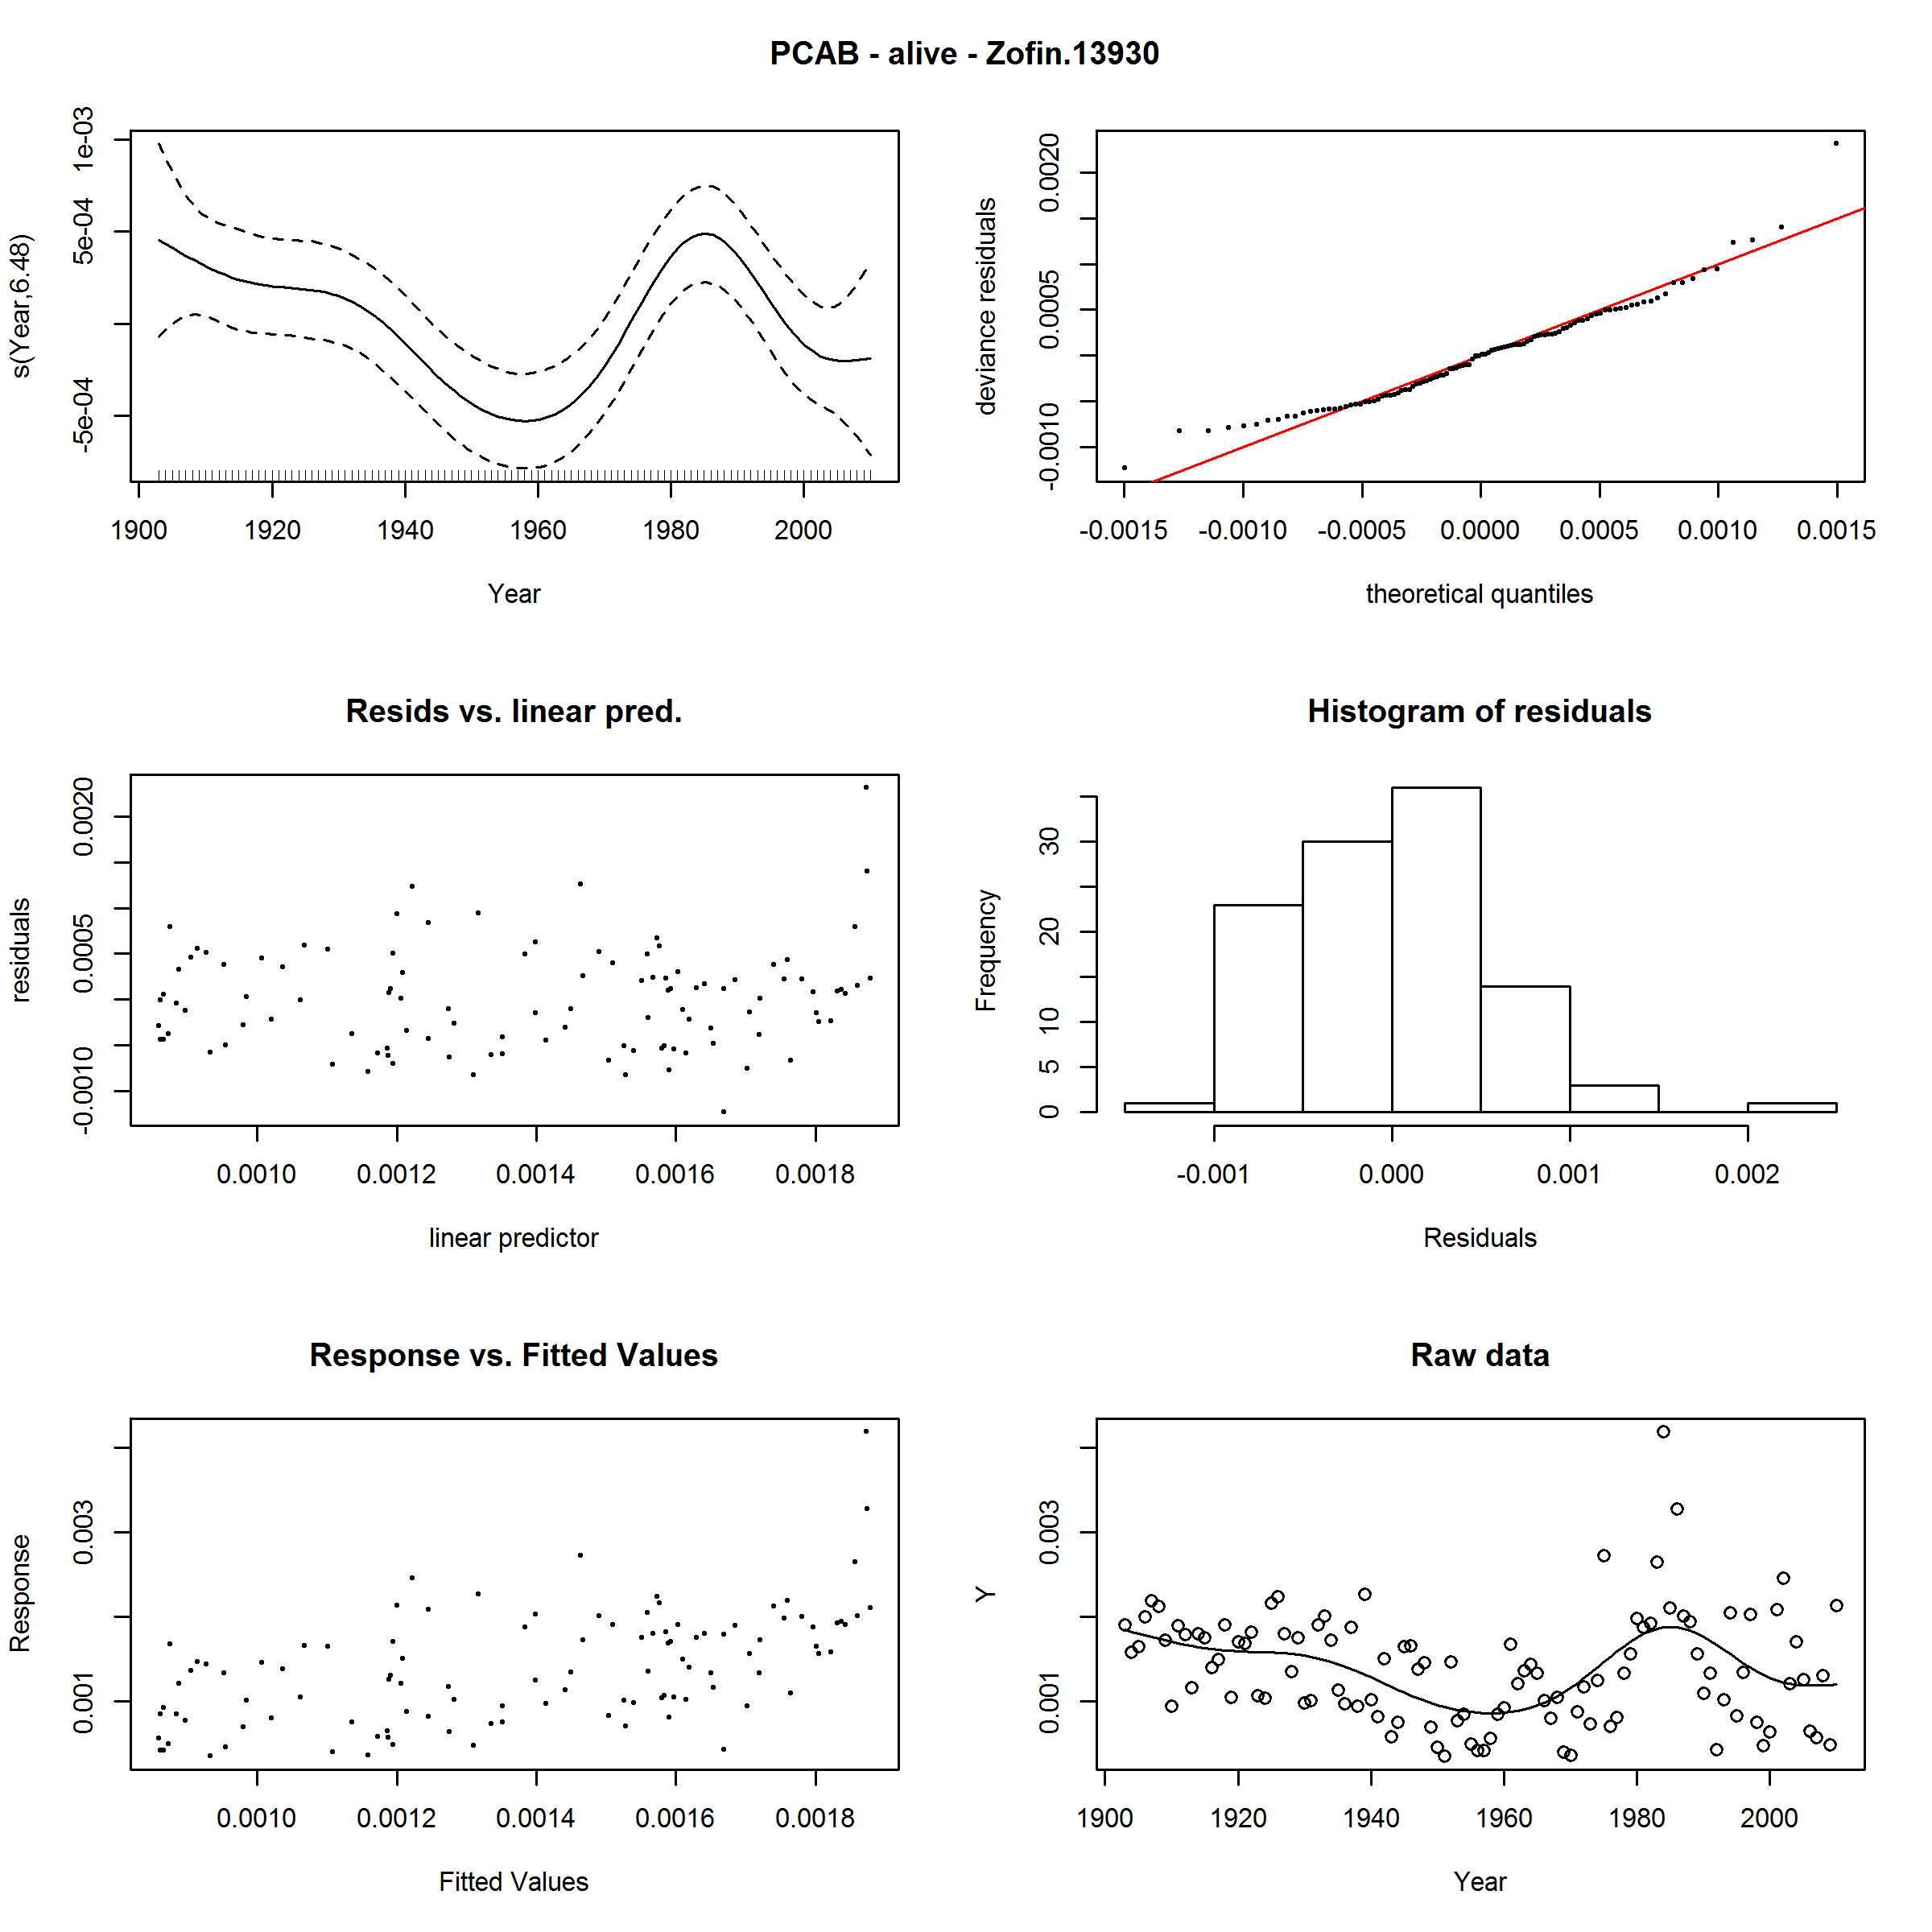 PCAB - alive - Zofin.13930
s(Year,6.48)
-5e-04 5e-04 1e-03
1900 1920 1940 1960 1980 2000
Year
deviance residuals
-0.0010 0.0005 0.0020
-0.0015 -0.0010 -0.0005 0.0000 0.0005 0.0010 0.0015
theoretical quantiles
Resids vs. linear pred.
residuals
-0.0010 0.0005 0.0020
0.0010 0.0012 0.0014 0.0016 0.0018
linear predictor
Histogram of residuals
Frequency
0 5 10 20 30
-0.001 0.000 0.001 0.002
Residuals
Response vs. Fitted Values
Response
0.001 0.003
0.0010 0.0012 0.0014 0.0016 0.0018
Fitted Values
Raw data
Y
0.001 0.003
1900 1920 1940 1960 1980 2000
Year